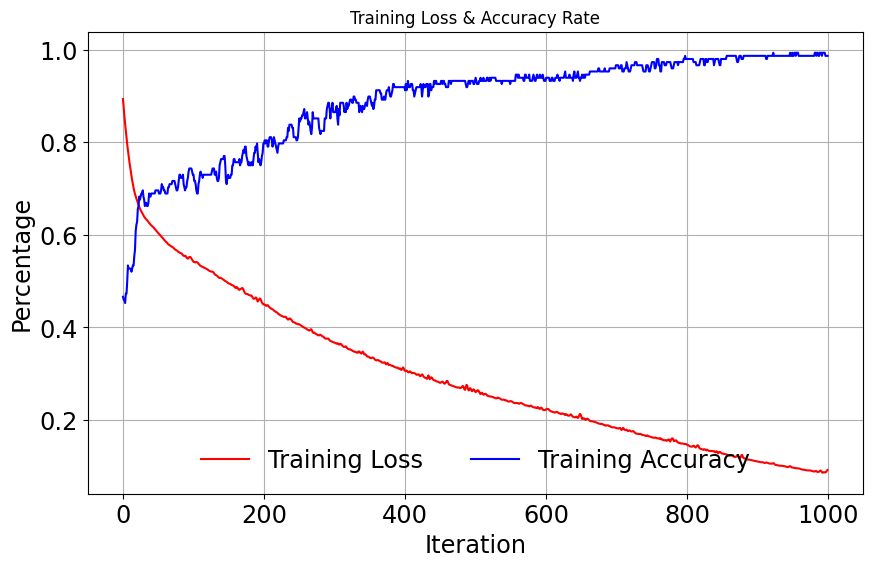 Training Loss & Accuracy Rate
1.0
0.8
0.6
0.4
0.2
Percentage
Training Loss Training Accuracy
0 200 400 600 800 1000
Iteration